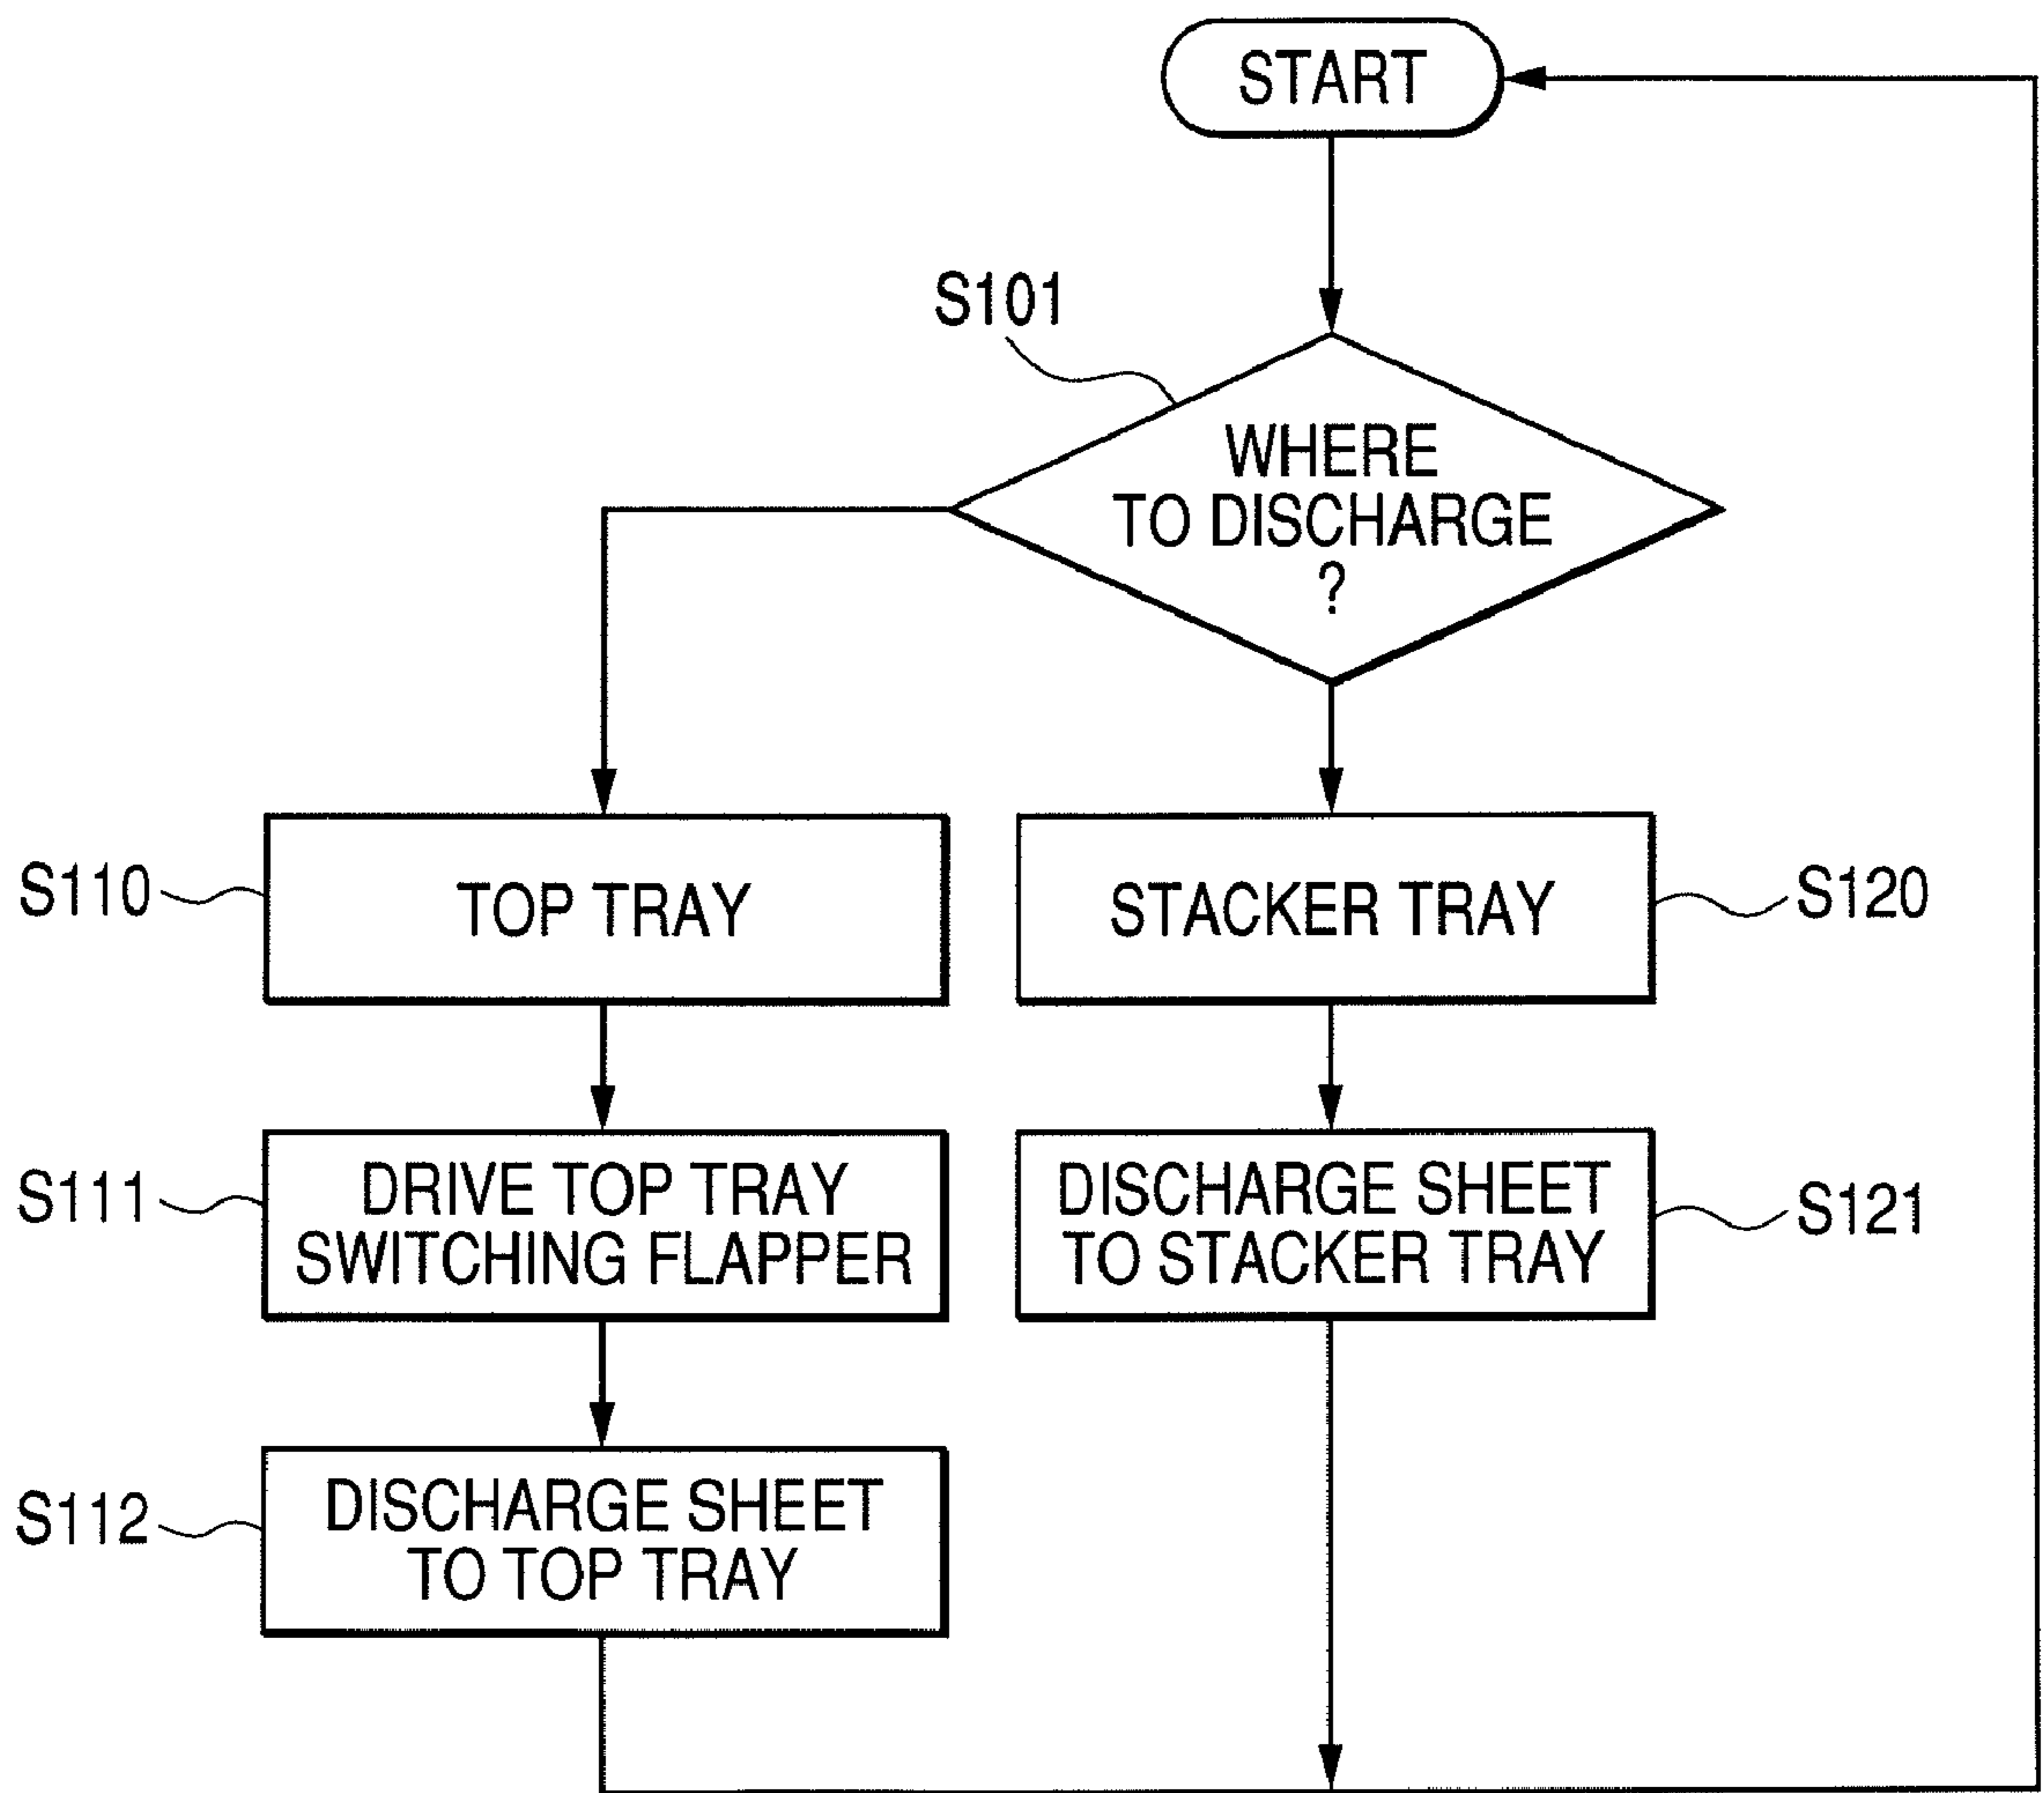 START
S101
WHERE
TO DISCHARGE
?
S110
TOP TRAY
STACKER TRAY
S120
S111
DRIVE TOP TRAY
SWITCHING FLAPPER
DISCHARGE SHEET
TO STACKER TRAY
S121
S112
DISCHARGE SHEET
TO TOP TRAY